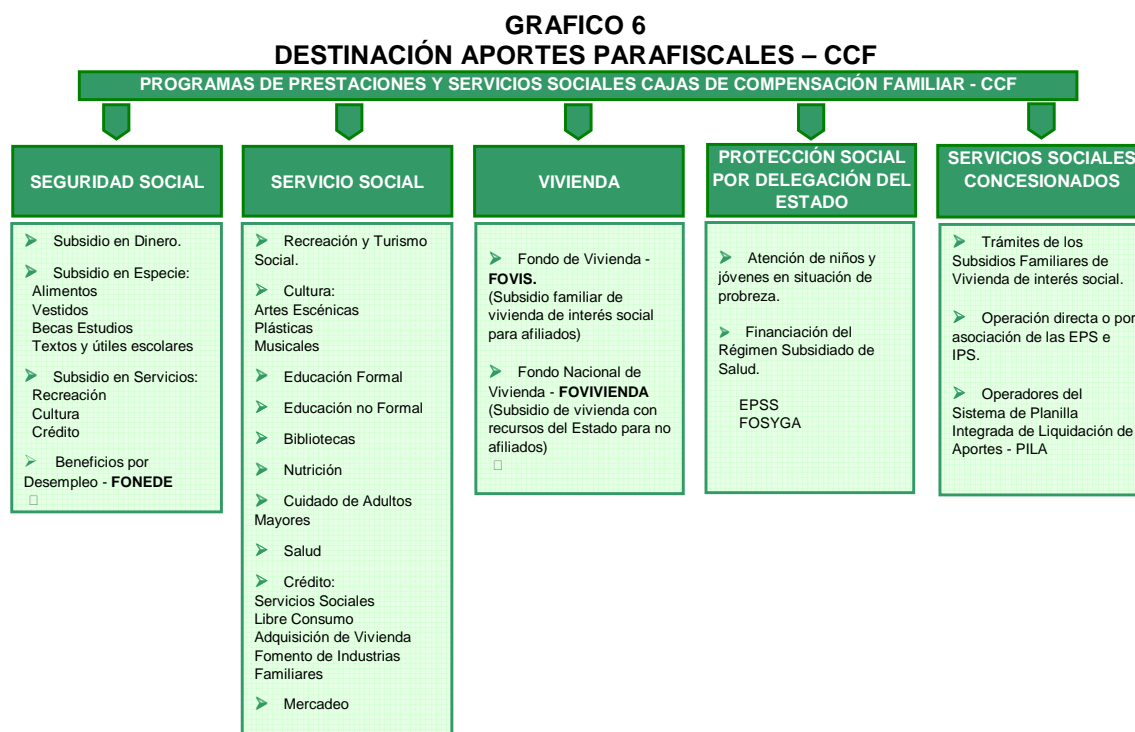 GRAFICO 6
DESTINACIÓN APORTES PARAFISCALES – CCF
PROGRAMAS DE PRESTACIONES Y SERVICIOS SOCIALES CAJAS DE COMPENSACIÓN FAMILIAR - CCF
SEGURIDAD SOCIAL
➢ Subsidio en Dinero.
➢ Subsidio en Especie:
Alimentos
Vestidos
Becas Estudios
Textos y útiles escolares
➢ Subsidio en Servicios:
Recreación
Cultura
Crédito
➢ Beneficios por
Desempleo - FONEDE
SERVICIO SOCIAL
➢ Recreación y Turismo
Social.
➢ Cultura:
Artes Escénicas
Plásticas
Musicales
➢ Educación Formal
➢ Educación no Formal
➢ Bibliotecas
➢ Nutrición
➢ Cuidado de Adultos
Mayores
➢ Salud
➢ Crédito:
Servicios Sociales
Libre Consumo
Adquisición de Vivienda
Fomento de Industrias
Familiares
➢ Mercadeo
VIVIENDA
➢ Fondo de Vivienda -
FOVIS.
(Subsidio familiar de
vivienda de interés social
para afiliados)
➢ Fondo Nacional de
Vivienda - FOVIVIENDA
(Subsidio de vivienda con
recursos del Estado para no
afiliados)
PROTECCIÓN SOCIAL
POR DELEGACIÓN DEL
ESTADO
➢ Atención de niños y
jóvenes en situación de
probreza.
➢ Financiación del
Régimen Subsidiado de
Salud.
EPSS
FOSYGA
SERVICIOS SOCIALES
CONCESIONADOS
➢ Trámites de los
Subsidios Familiares de
Vivienda de interés social.
➢ Operación directa o por
asociación de las EPS e
IPS.
➢ Operadores del
Sistema de Planilla
Integrada de Liquidación de
Aportes - PILA